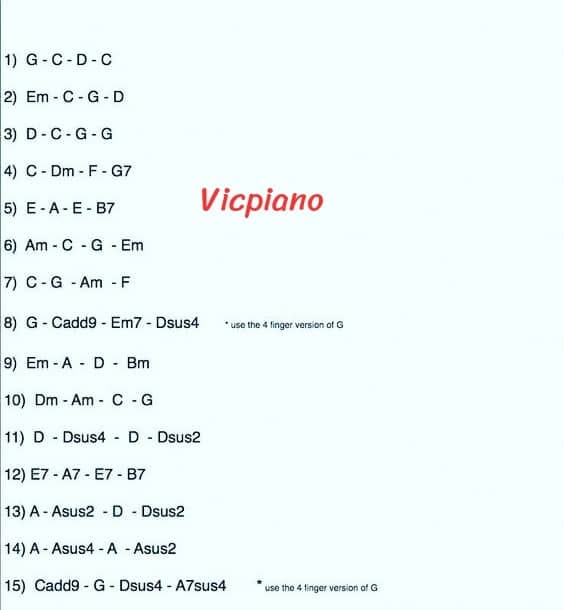 1) G - C - D - C
2) Em - C - G - D
3) D - C - G - G
4) C - Dm - F - G7
Vicpiano
5) E - A - E - B7
6) Am - C - G - Em
7) C - G - Am - F
8) G - Cadd9 - Em7 - Dsus4 * use the 4 finger version of G
9) Em - A - D - Bm
10) Dm - Am - C - G
11) D - Dsus4 - D - Dsus2
12) E7 - A7 - E7 - B7
13) A - Asus2 - D - Dsus2
14) A - Asus4 - A - Asus2
15) Cadd9 - G - Dsus4 - A7sus4 * use the 4 finger version of G